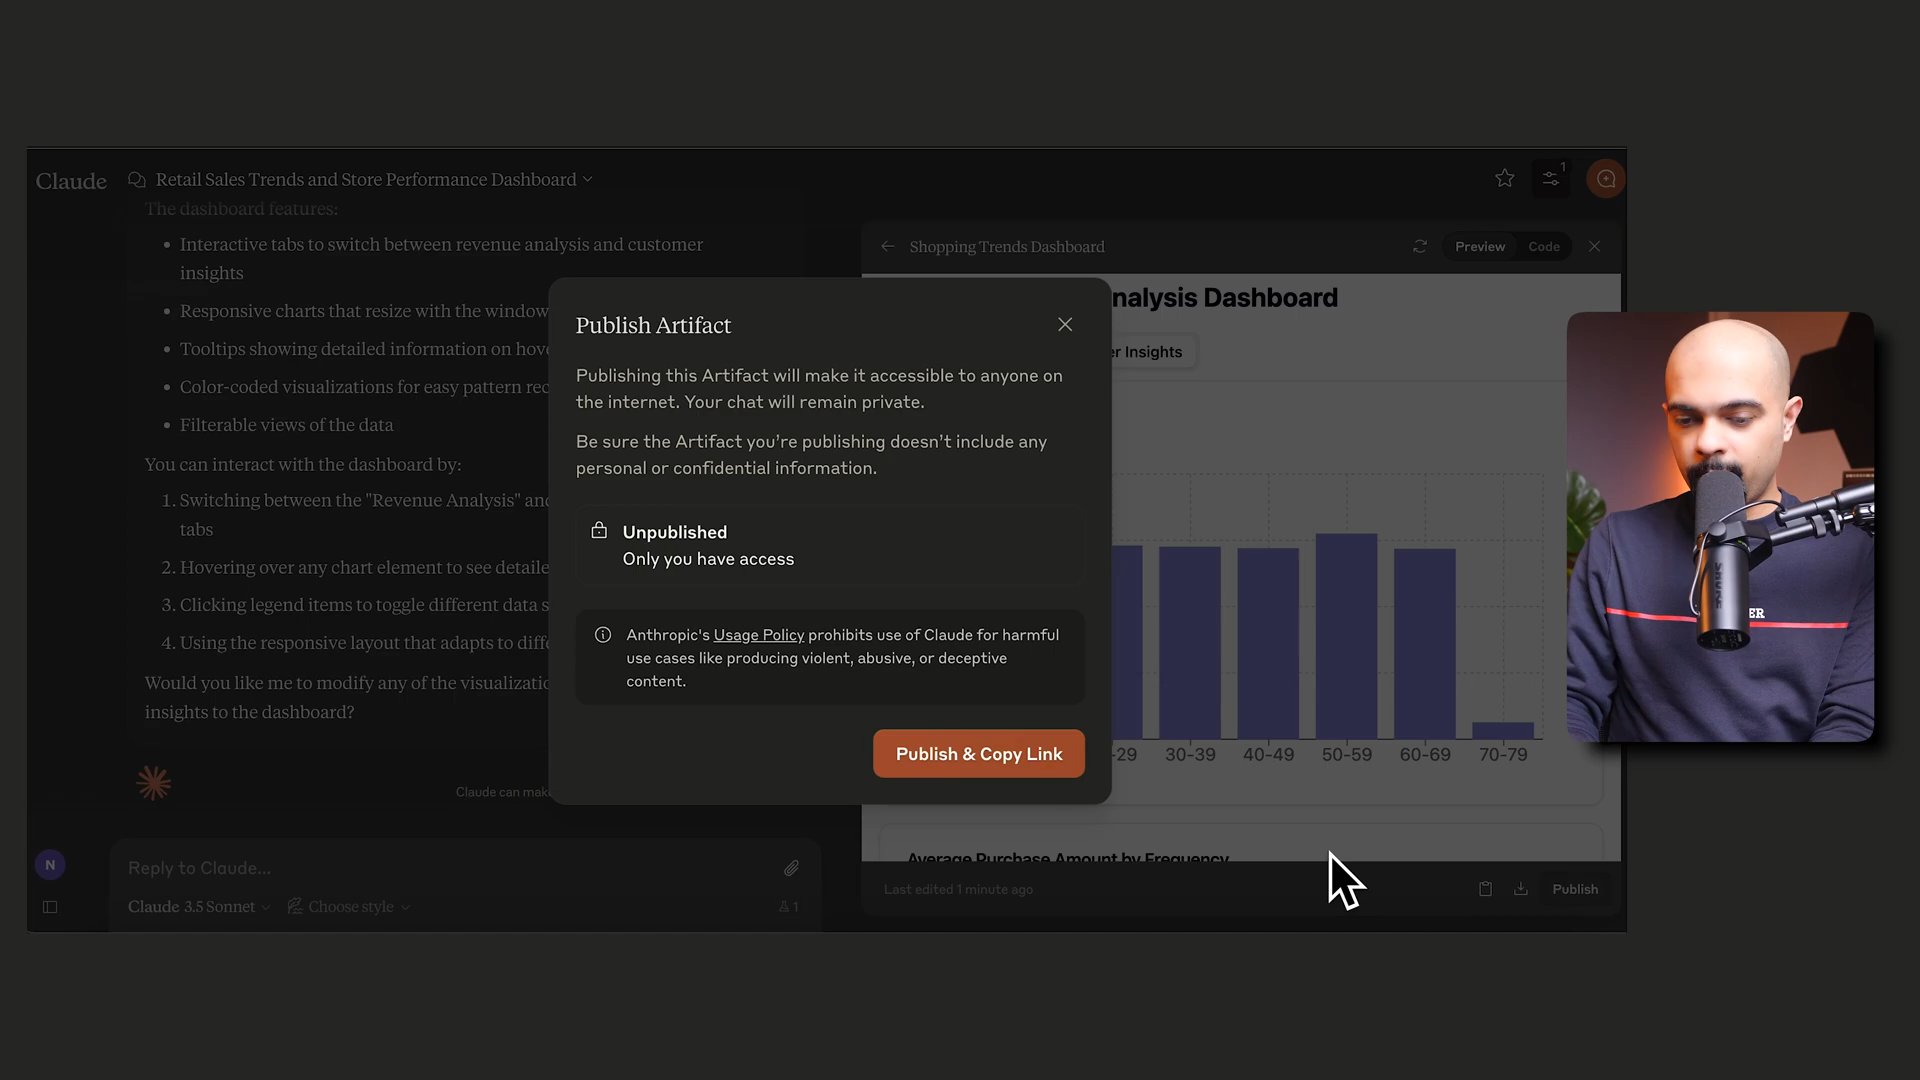 Claude
Retail Sales Trends and Store Performance Dashboard
1
The dashboard features:
• Interactive tabs to switch between revenue analysis and customer
insights
• Responsive charts that resize with the window
• Tooltips showing detailed information on
• Color-coded visualizations for easy pattern
• Filterable views of the data
You can interact with the dashboard by:
1. Switching between the "Revenue Analysis"
tabs
2. Hovering over any chart element to see
3. Clicking legend items to toggle different data
4. Using the responsive layout that adapts to
Would you like me to modify any of the
insights to the dashboard?
Claude can
N
Reply to Claude...
Claude 3.5 Sonnet
Choose style
1
Shopping Trends Dashboard
Preview
Code
nalysis Dashboard
er Insights
-29 30-39 40-49 50-59 60-69 70-79
Average Purchase Amount by Frequency
Last edited 1 minute ago
Publish
Publish Artifact
Publishing this Artifact will make it accessible to anyone on
the internet. Your chat will remain private.
Be sure the Artifact you’re publishing doesn’t include any
personal or confidential information.
Unpublished
Only you have access
Anthropic's Usage Policy prohibits use of Claude for harmful
use cases like producing violent, abusive, or deceptive
content.
Publish & Copy Link
SHURE
ER